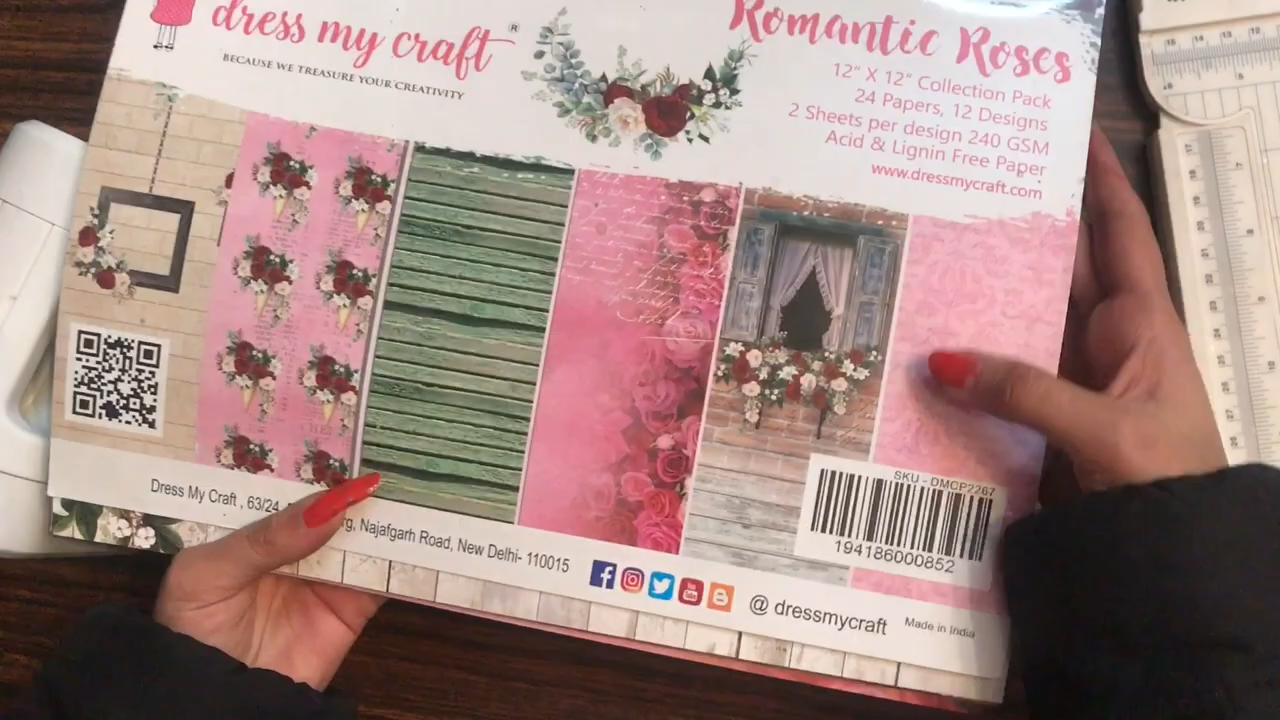 dress my craft ®
BECAUSE WE TREASURE YOUR CREATIVITY
Romantic Roses
12" X 12" Collection Pack
24 Papers, 12 Designs
2 Sheets per design 240 GSM
Acid & Lignin Free Paper
www.dressmycraft.com
SKU - DMCP2267
194186000852
Dress My Craft , 63/24, Najafgarh Road, New Delhi- 110015
You
Tube
@ dressmycraft
Made in India